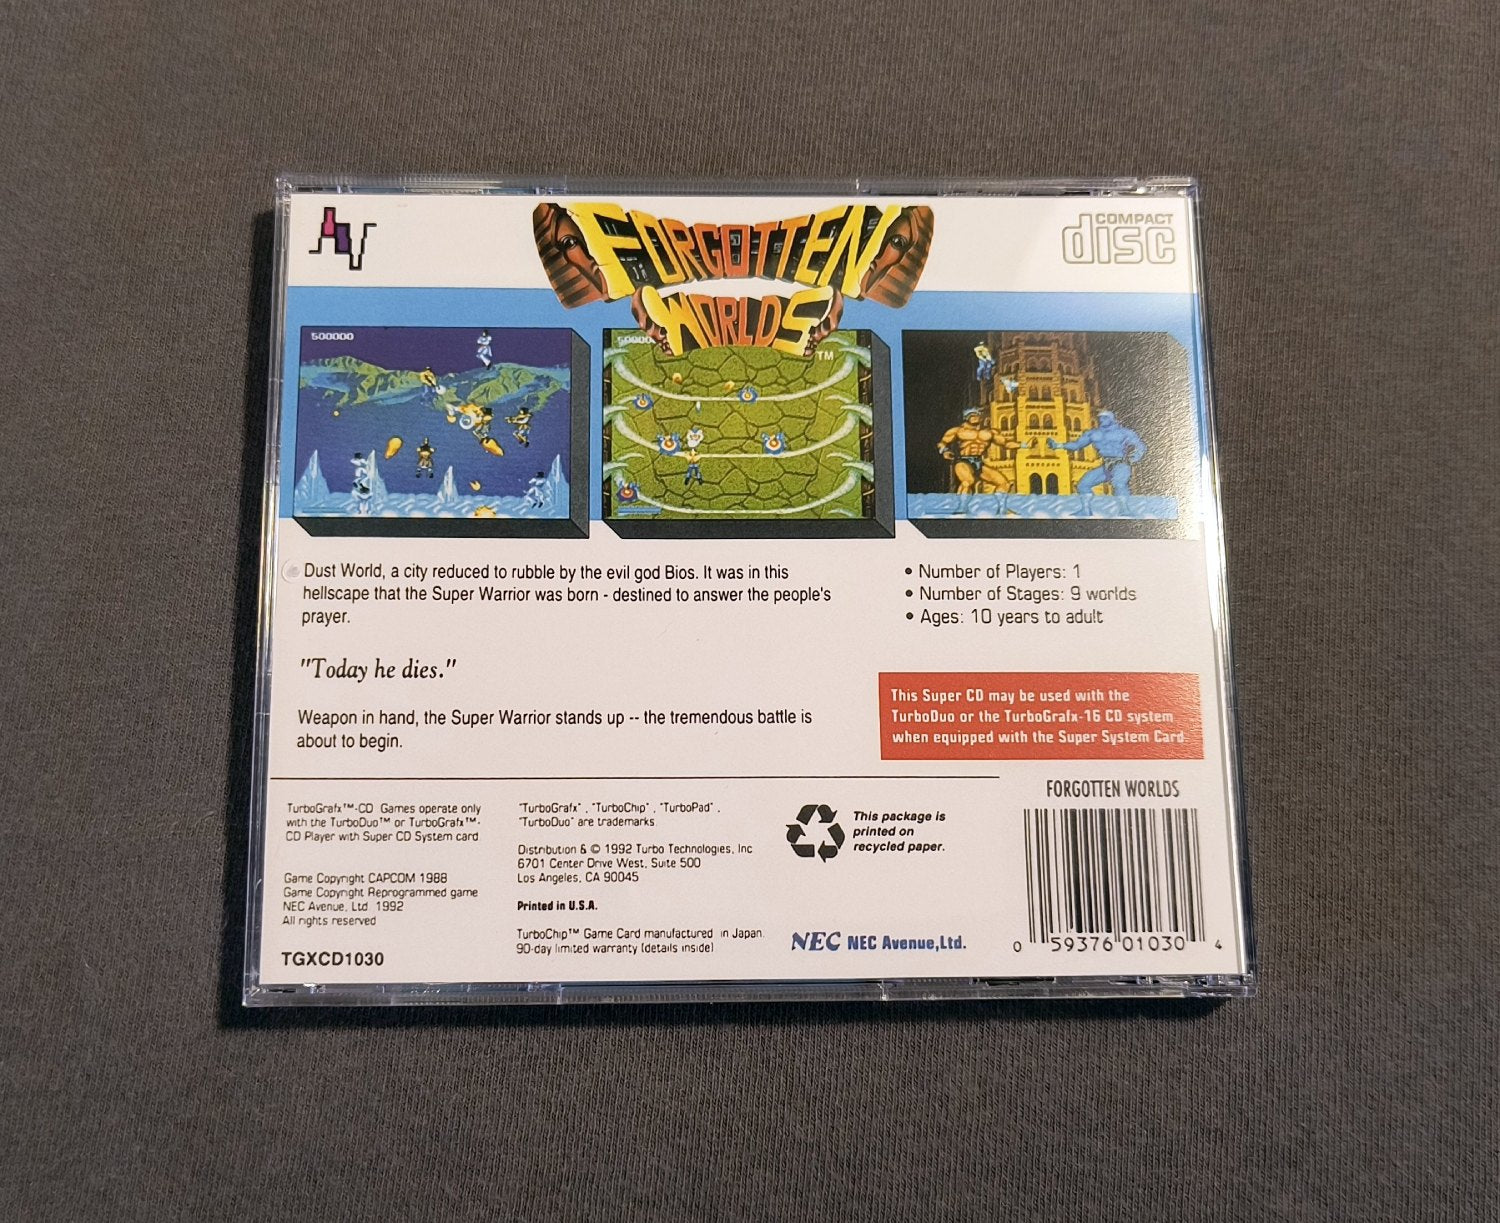 AV
FORGOTTEN
WORLDS
TM
COMPACT
disc
500000
50000
Dust World, a city reduced to rubble by the evil god Bios. It was in this
hellscape that the Super Warrior was born - destined to answer the people's
prayer.
"Today he dies."
Weapon in hand, the Super Warrior stands up -- the tremendous battle is
about to begin.
• Number of Players: 1
• Number of Stages: 9 worlds
• Ages: 10 years to adult
This Super CD may be used with the
TurboDuo or the TurboGrafx-16 CD system
when equipped with the Super System Card.
TurboGrafx™-CD Games operate only
with the TurboDuo™ or TurboGrafx™-
CD Player with Super CD System card.
Game Copyright CAPCOM 1988
Game Copyright Reprogrammed game
NEC Avenue, Ltd. 1992
All rights reserved
TGXCD1030
"TurboGrafx", "TurboChip", "TurboPad",
"TurboDuo" are trademarks.
Distribution & © 1992 Turbo Technologies, Inc
6701 Center Drive West, Suite 500
Los Angeles, CA 90045
Printed in U.S.A.
TurboChip™ Game Card manufactured in Japan.
90-day limited warranty (details inside)
This package is
printed on
recycled paper.
NEC NEC Avenue,Ltd.
FORGOTTEN WORLDS
0 59376 01030 4